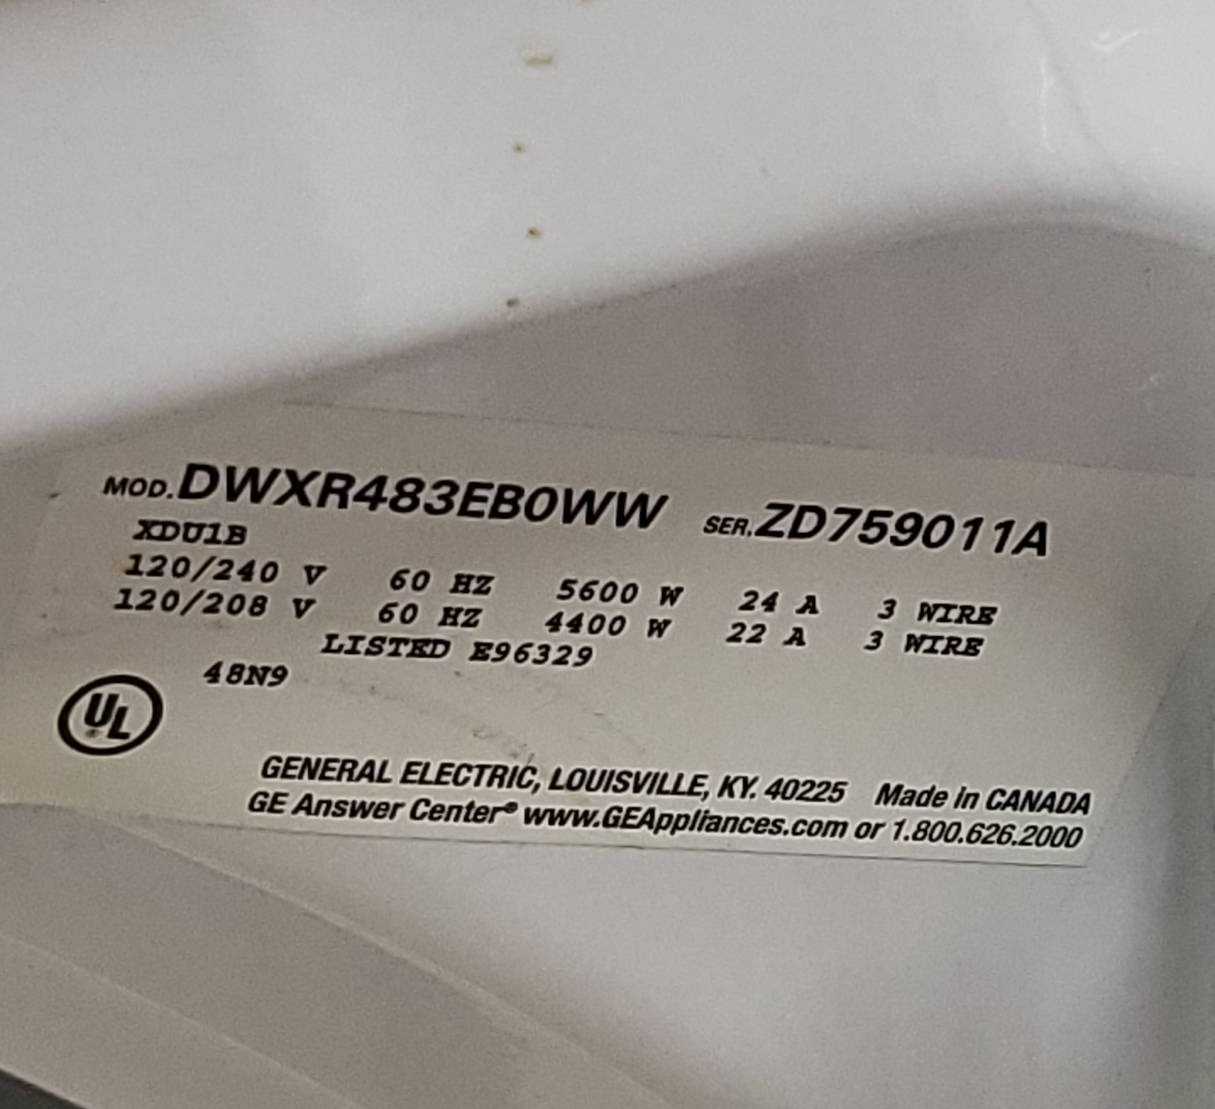 MOD. DWXR483EB0WW SER. ZD759011A
XDU1B
120/240 V 60 HZ 5600 W 24 A 3 WIRE
120/208 V 60 HZ 4400 W 22 A 3 WIRE
LISTED E96329
48N9
UL®
GENERAL ELECTRIC, LOUISVILLE, KY. 40225 Made in CANADA
GE Answer Center® www.GEAppliances.com or 1.800.626.2000